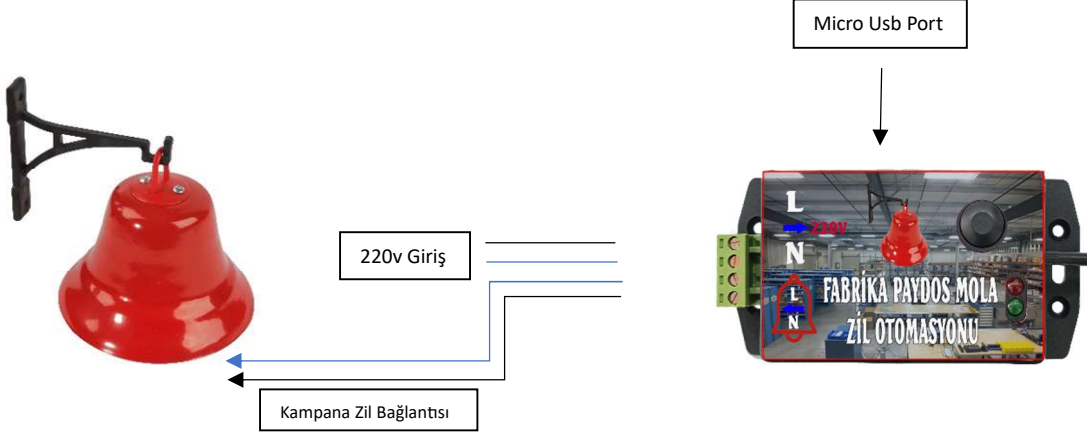 Micro Usb Port
220v Giriş
Kampana Zil Bağlantısı
L
220V
N
L
N
FABRİKA PAYDOS MOLA
ZİL OTOMASYONU